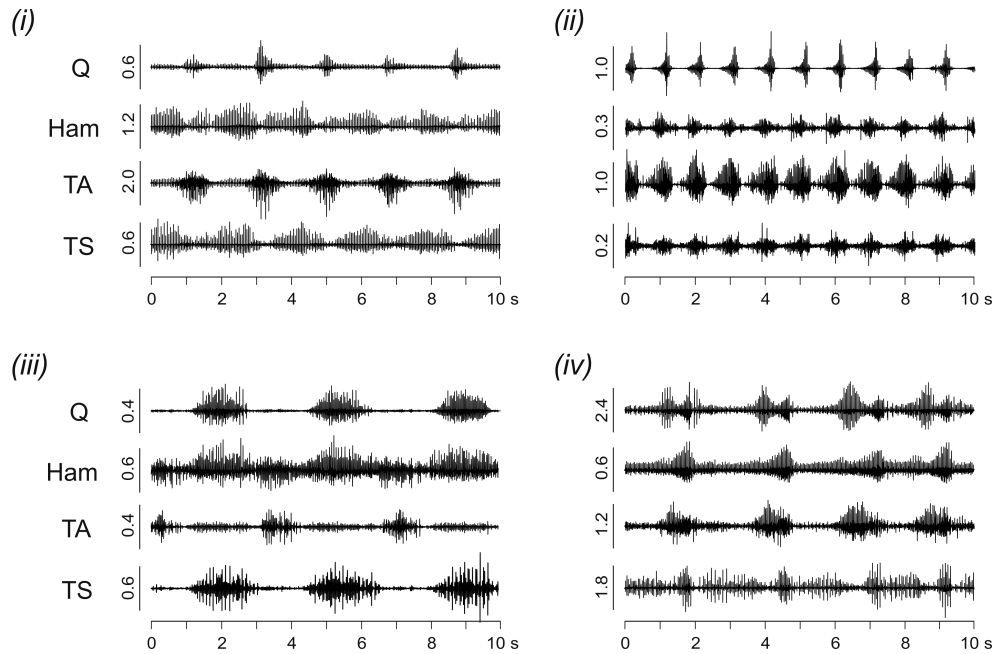 (i)
(ii)
Q 0.6 1.0
Ham 1.2 0.3
TA 2.0 1.0
TS 0.6 0.2
0 2 4 6 8 10 s 0 2 4 6 8 10 s
(iii)
(iv)
Q 0.4 2.4
Ham 0.6 0.6
TA 0.4 1.2
TS 0.6 1.8
0 2 4 6 8 10 s 0 2 4 6 8 10 s